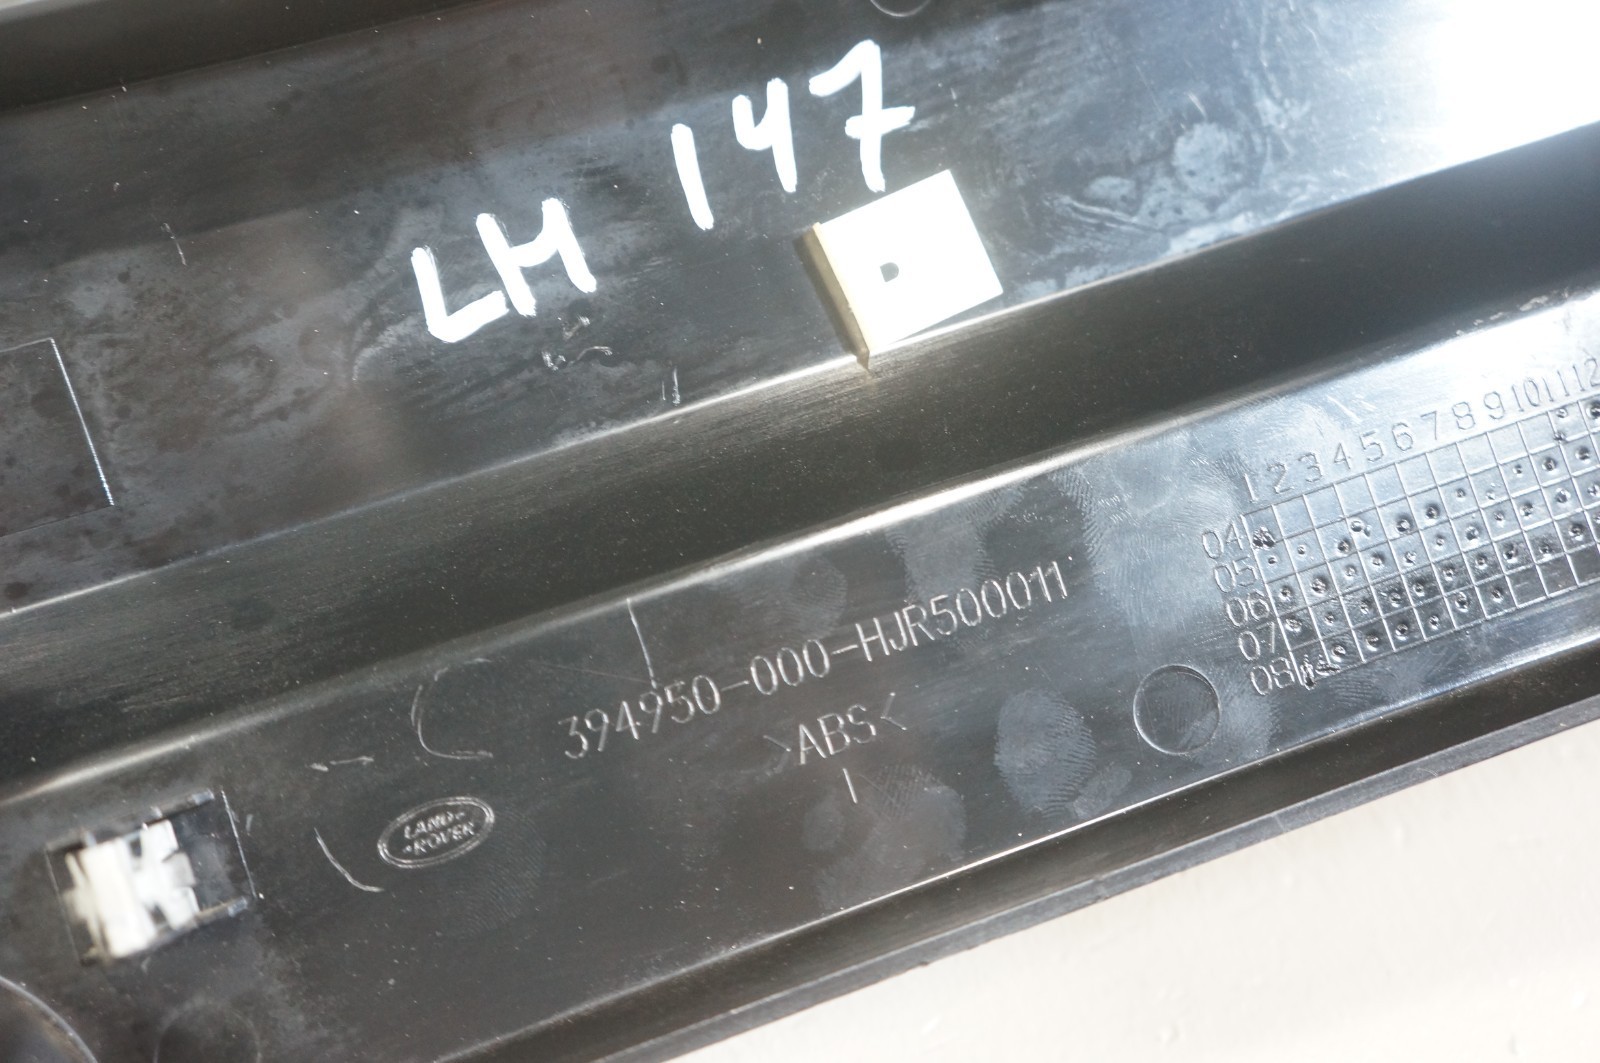 LH 147
1 2 3 4 5 6 7 8 9 10 11 12
04
05
06
07
08
394950-000-HJR500011
>ABS<
LAND-
-ROVER